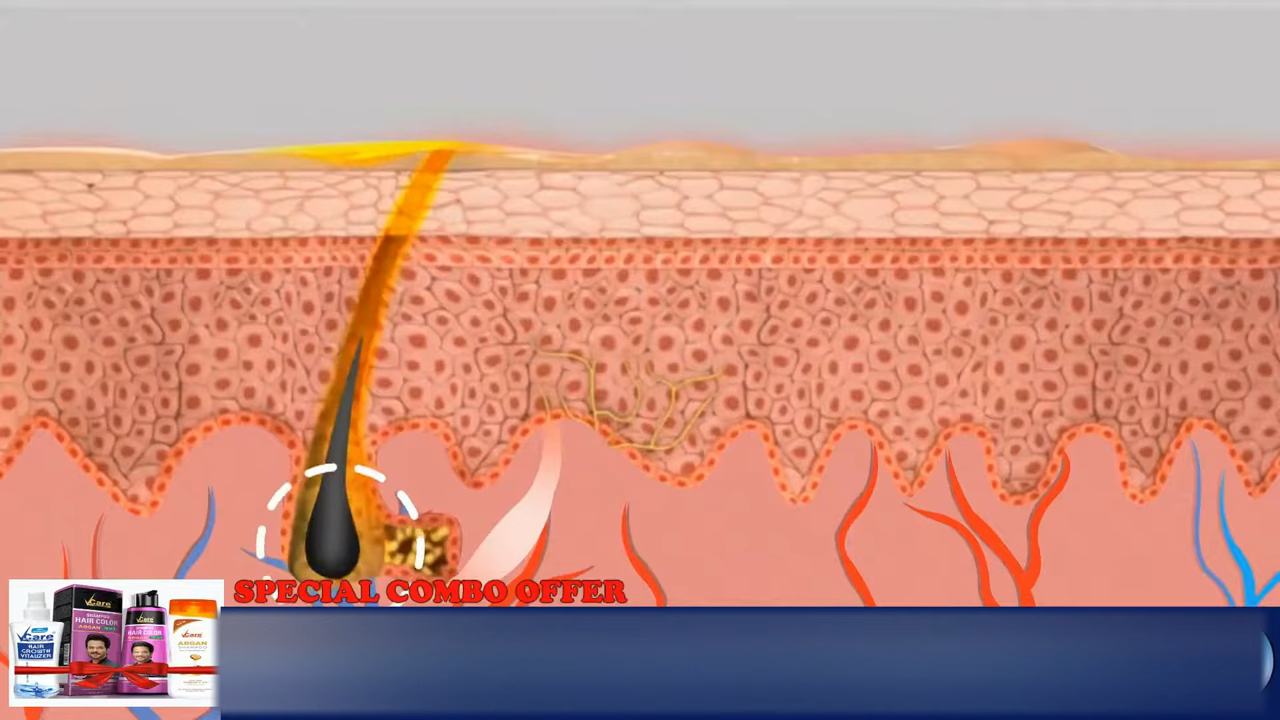 SPECIAL COMBO OFFER
Vcare
HAIR
GROWTH
VITALIZER
Vcare
SHAMPOO
HAIR COLOR
ARGAN
Vcare
HAIR COLOR
Vcare
ARGAN
SHAMPOO